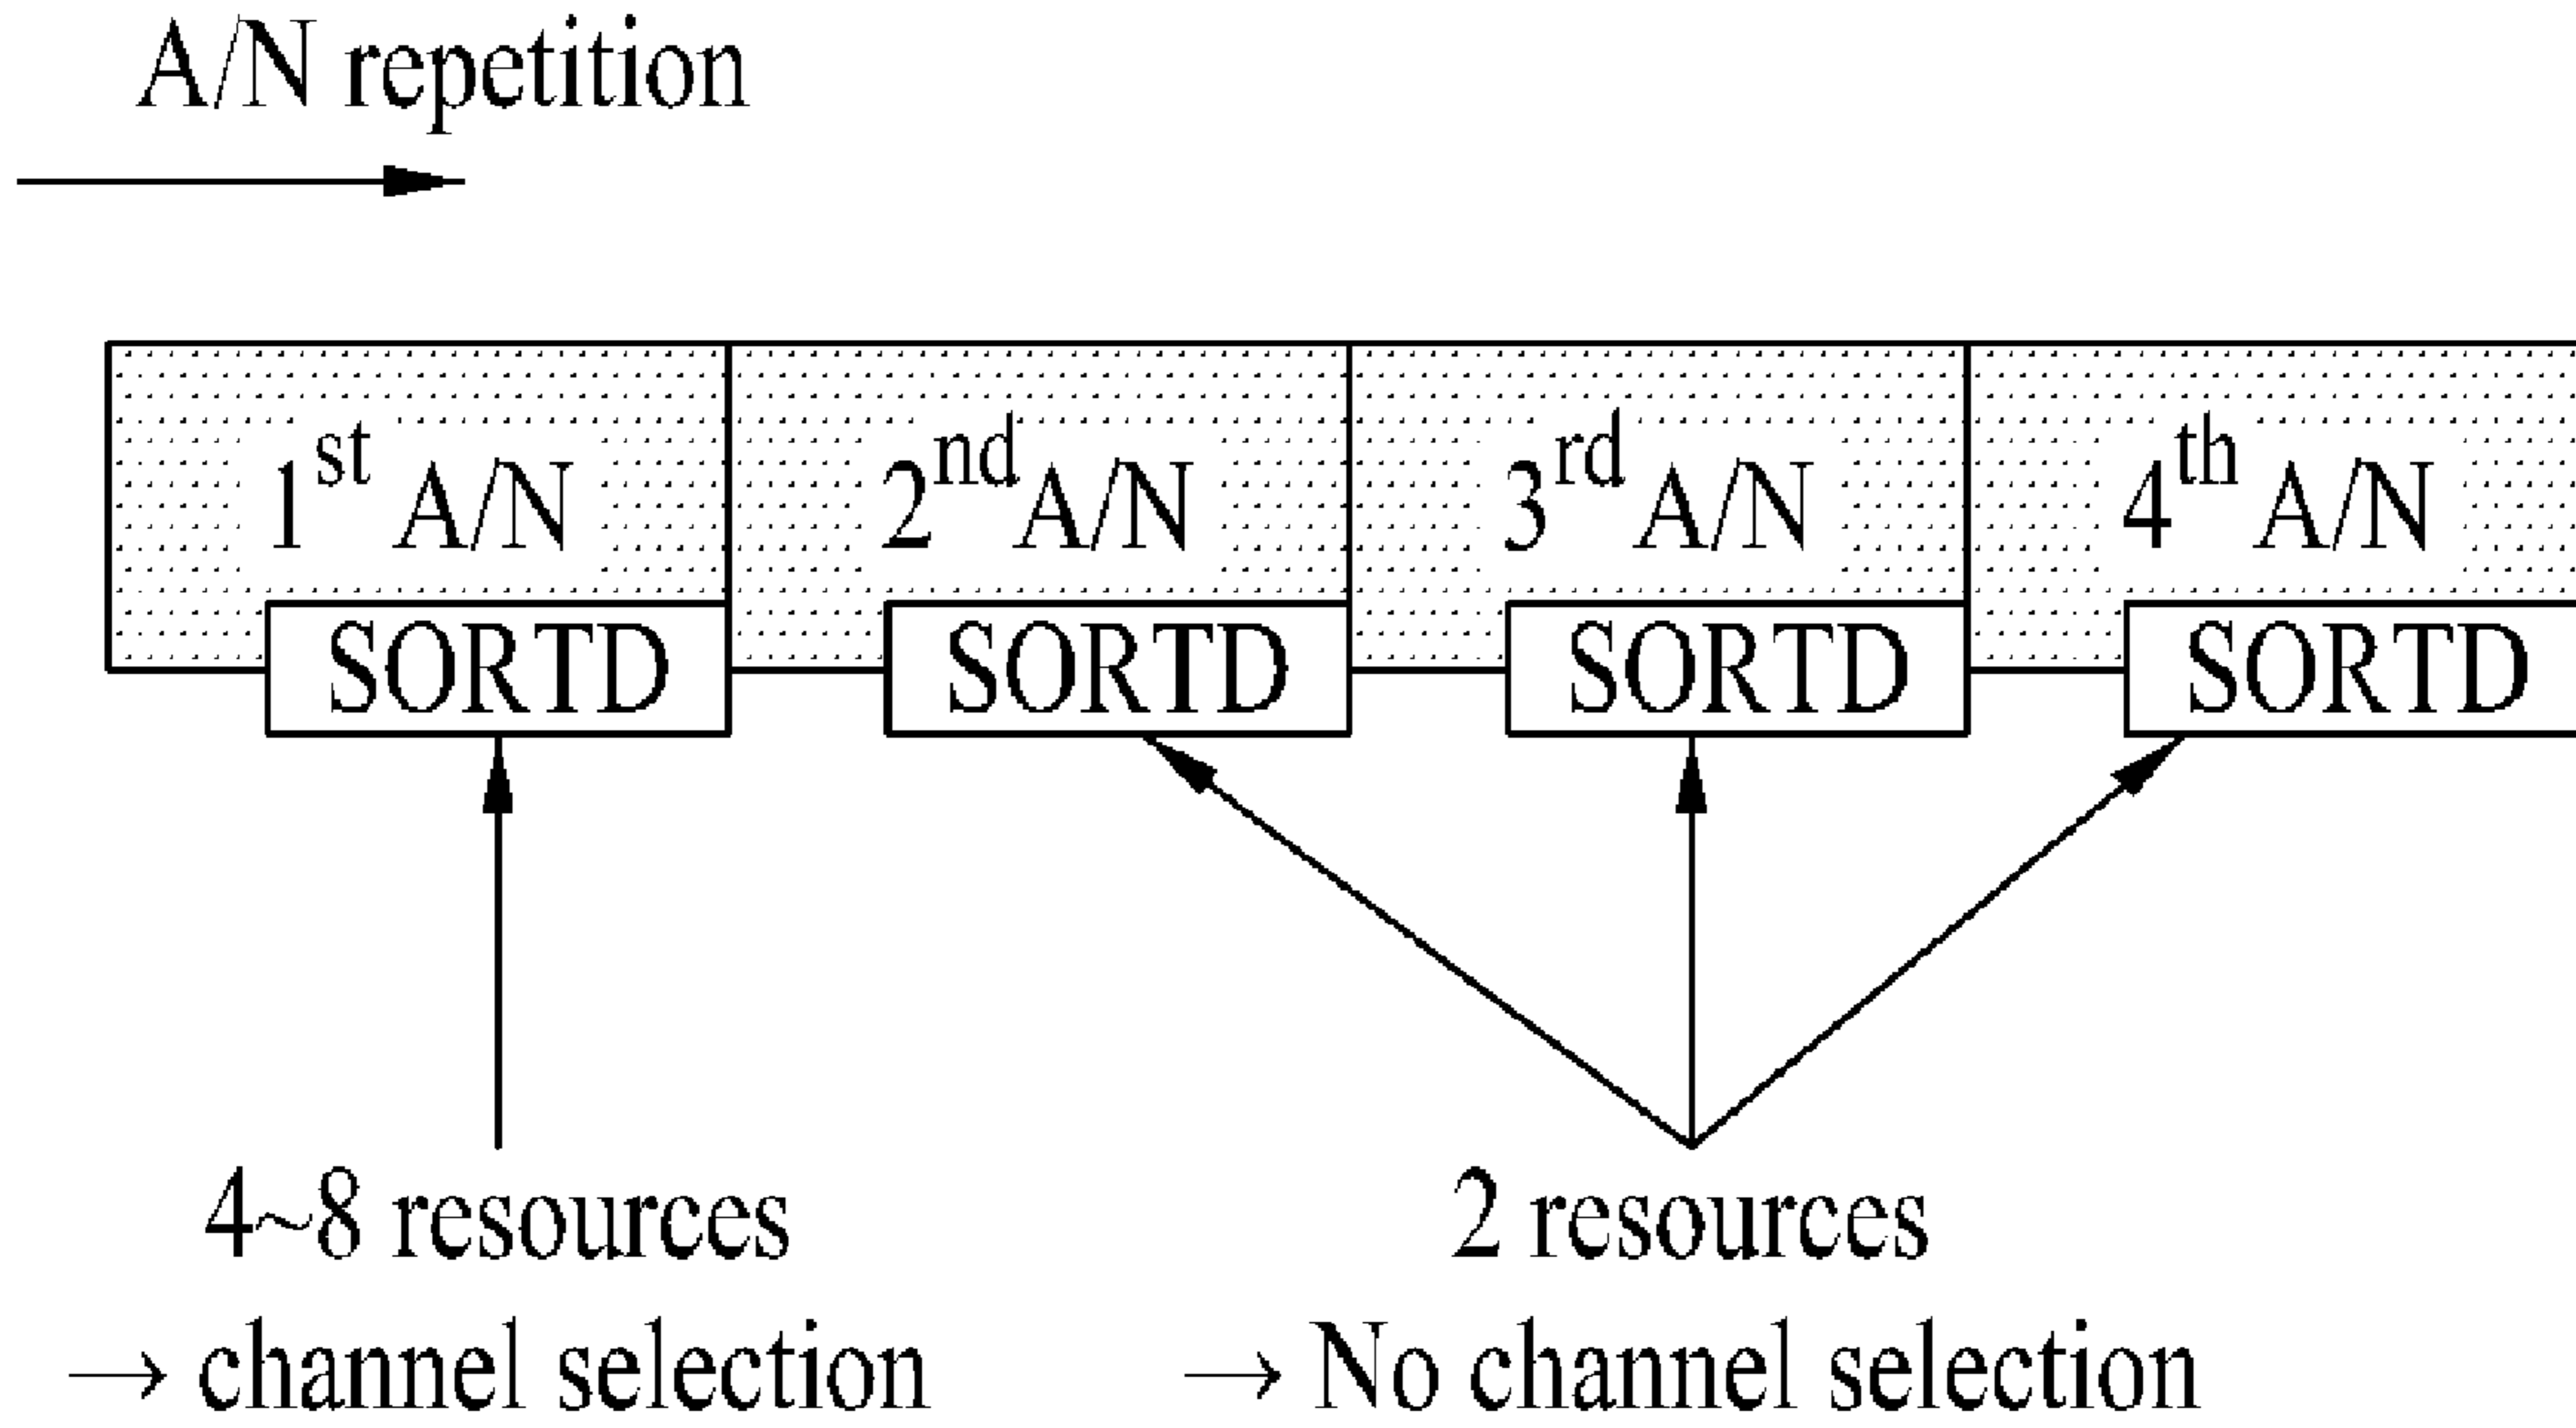 A/N repetition
1st A/N
2nd A/N
3rd A/N
4th A/N
SORTD
SORTD
SORTD
SORTD
4~8 resources
→ channel selection
2 resources
→ No channel selection